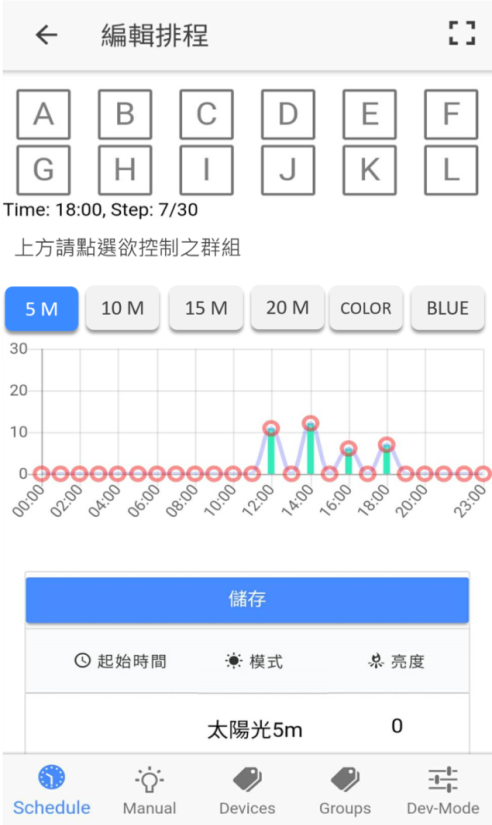 編輯排程
A B C D E F
G H I J K L
Time: 18:00, Step: 7/30
上方請點選欲控制之群組
5 M 10 M 15 M 20 M COLOR BLUE
30
20
10
0
00:00 02:00 04:00 06:00 08:00 10:00 12:00 14:00 16:00 18:00 20:00 23:00
儲存
起始時間 模式 亮度
太陽光5m 0
Schedule Manual Devices Groups Dev-Mode